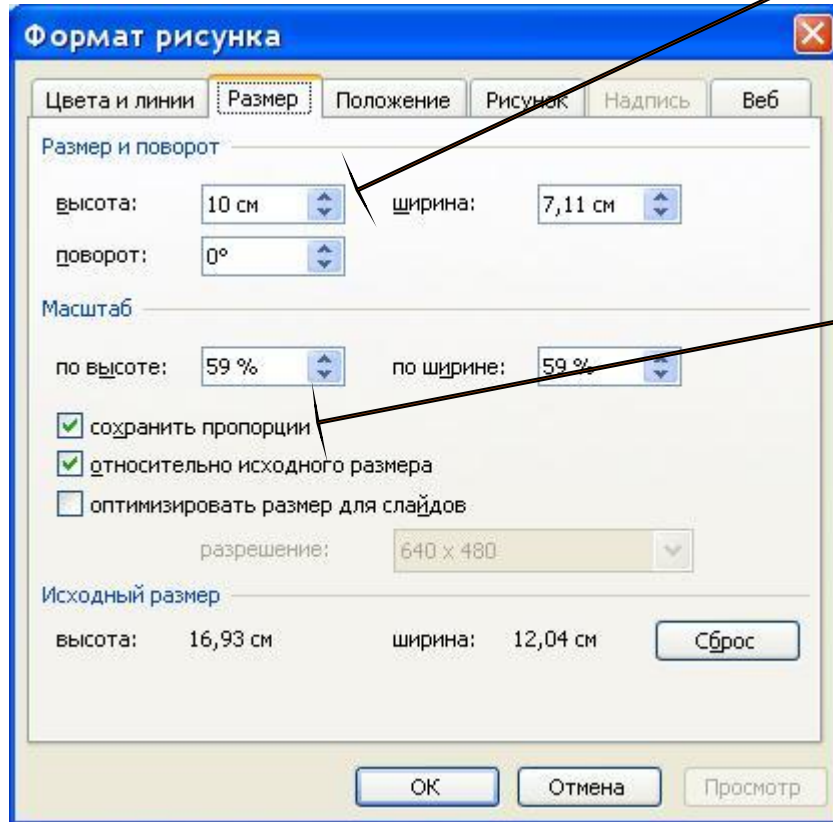 Формат рисунка
Цвета и линии Размер Положение Рисунок Надпись Веб
Размер и поворот
высота: 10 см ширина: 7,11 см
поворот: 0°
Масштаб
по высоте: 59 % по ширине: 59 %
сохранить пропорции
относительно исходного размера
оптимизировать размер для слайдов
разрешение: 640 x 480
Исходный размер
высота: 16,93 см ширина: 12,04 см Сброс
ОК Отмена Просмотр